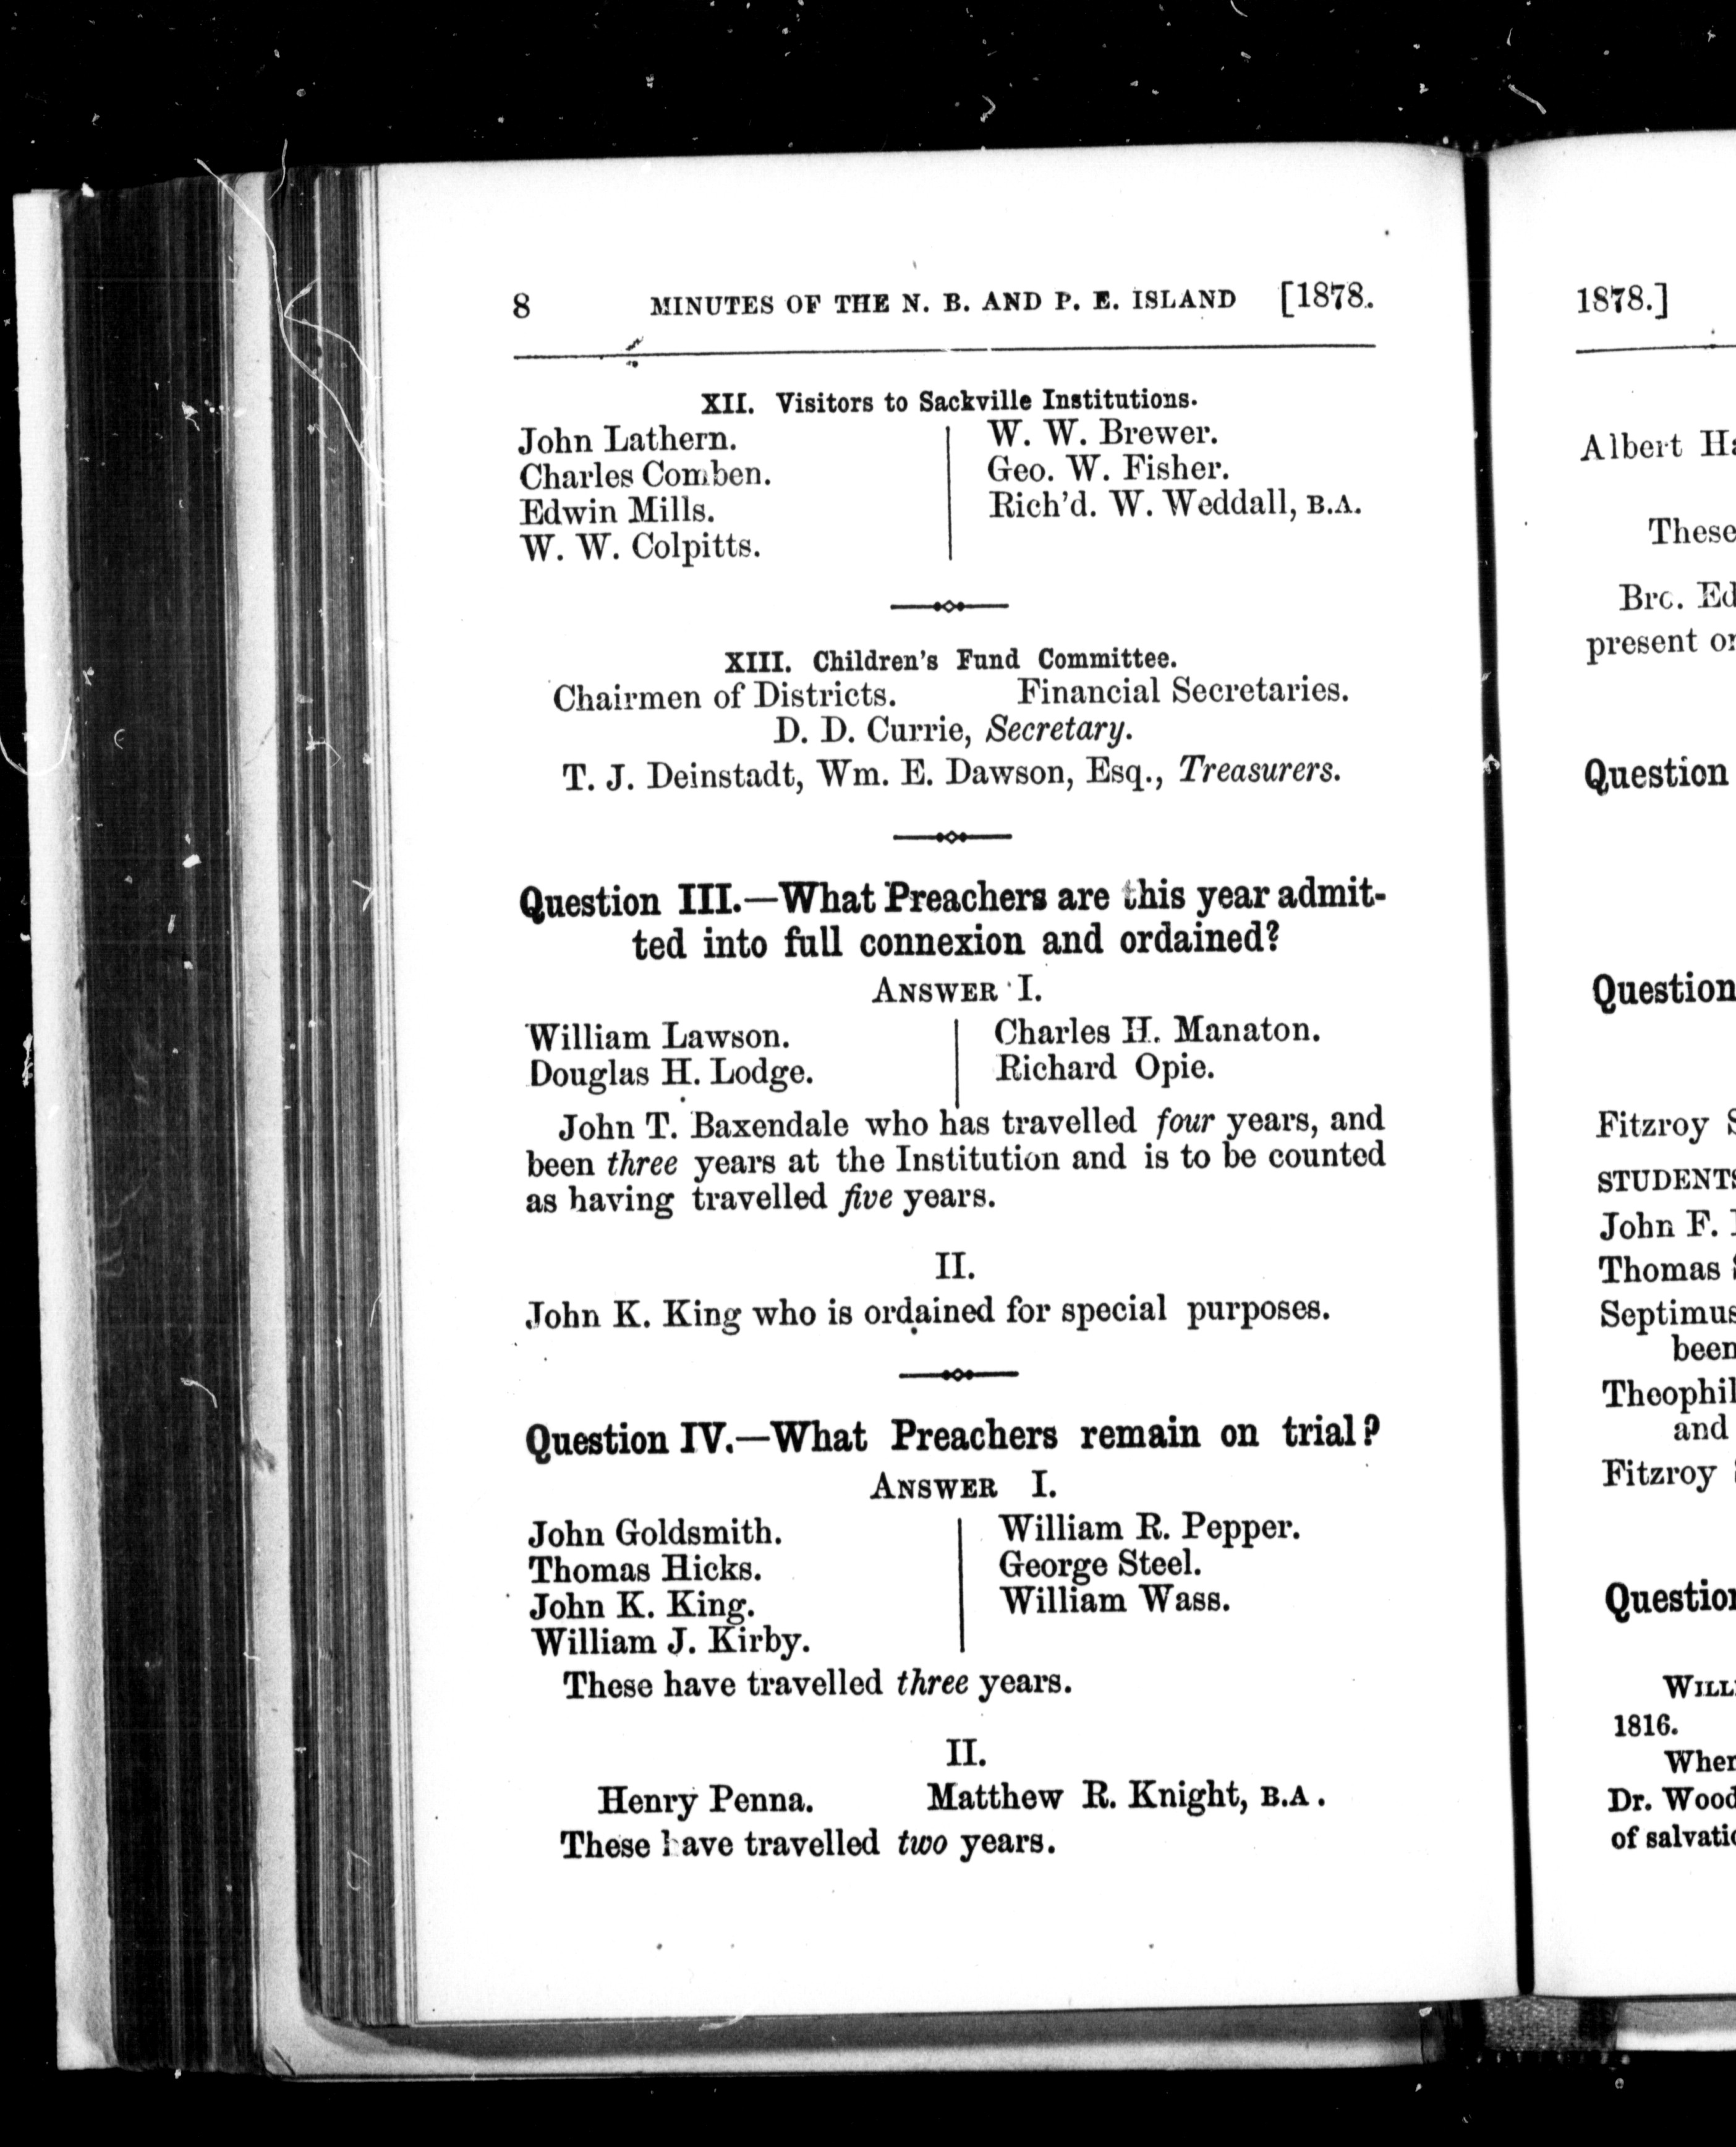 8 MINUTES OF THE N. B. AND P. E. ISLAND [1878.
XII. Visitors to Sackville Institutions.
John Lathern.
Charles Comben.
Edwin Mills.
W. W. Colpitts.
W. W. Brewer.
Geo. W. Fisher.
Rich'd. W. Weddall, B.A.
XIII. Children's Fund Committee.
Chairmen of Districts. Financial Secretaries.
D. D. Currie, Secretary.
T. J. Deinstadt, Wm. E. Dawson, Esq., Treasurers.
Question III.—What Preachers are this year admit-
ted into full connexion and ordained?
ANSWER I.
William Lawson.
Douglas H. Lodge.
Charles H. Manaton.
Richard Opie.
John T. Baxendale who has travelled four years, and
been three years at the Institution and is to be counted
as having travelled five years.
II.
John K. King who is ordained for special purposes.
Question IV.—What Preachers remain on trial?
ANSWER I.
John Goldsmith.
Thomas Hicks.
John K. King.
William J. Kirby.
William R. Pepper.
George Steel.
William Wass.
These have travelled three years.
II.
Henry Penna. Matthew R. Knight, B.A.
These have travelled two years.
1878.]
Albert
These
Bro.
present
Question
Question
Fitzroy
STUDENTS
John F.
Thomas
Septimus
been
and
Fitzroy
Question
1816.
Dr. Wood
of